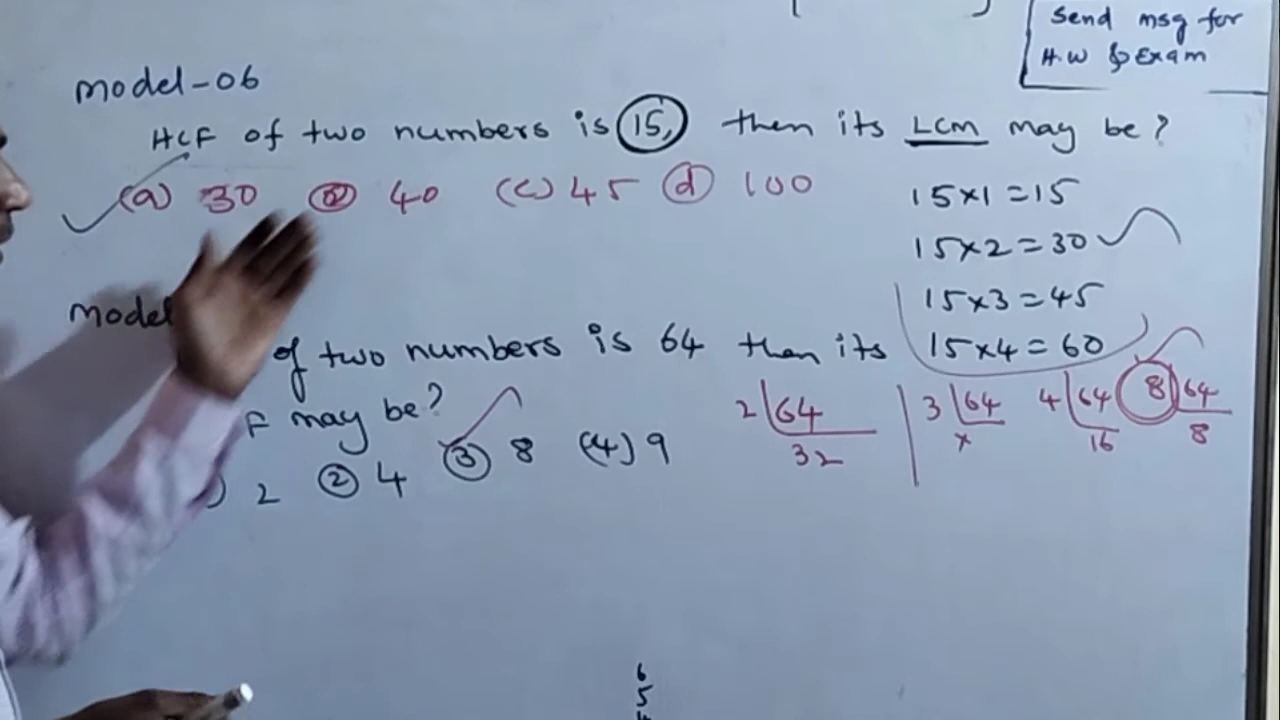 Send msg for
H.W & Exam
model-06
HCF of two numbers is 15, then its LCM may be?
(a) 30 40 (c) 45 (d) 100
15×1=15
15×2=30
15×3=45
15×4=60
Model
of two numbers is 64 then its
F may be?
) 2 (2) 4 (3) 8 (4) 9
2 64
32
3 64
×
4 64
16
8 64
8
6
5